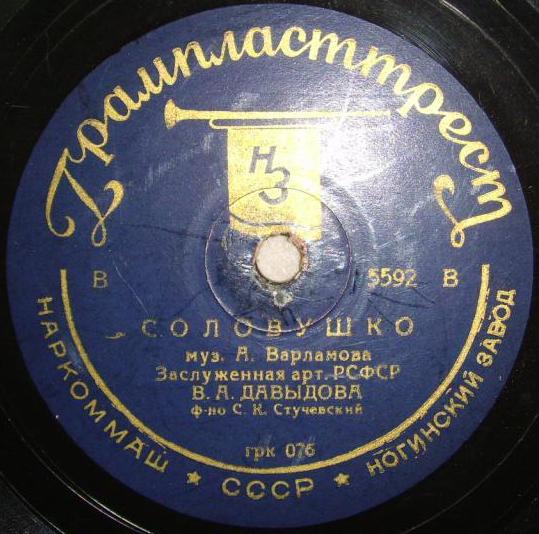 Грампласттрест
НЗ
В 5592 В
СОЛОВУШКО
муз. А. Варламова
Заслуженная арт. РСФСР
В. А. ДАВЫДОВА
ф-но С. К. Стучевский
грк 076
НАРКОММАШ ★ СССР ★ НОГИНСКИЙ ЗАВОД